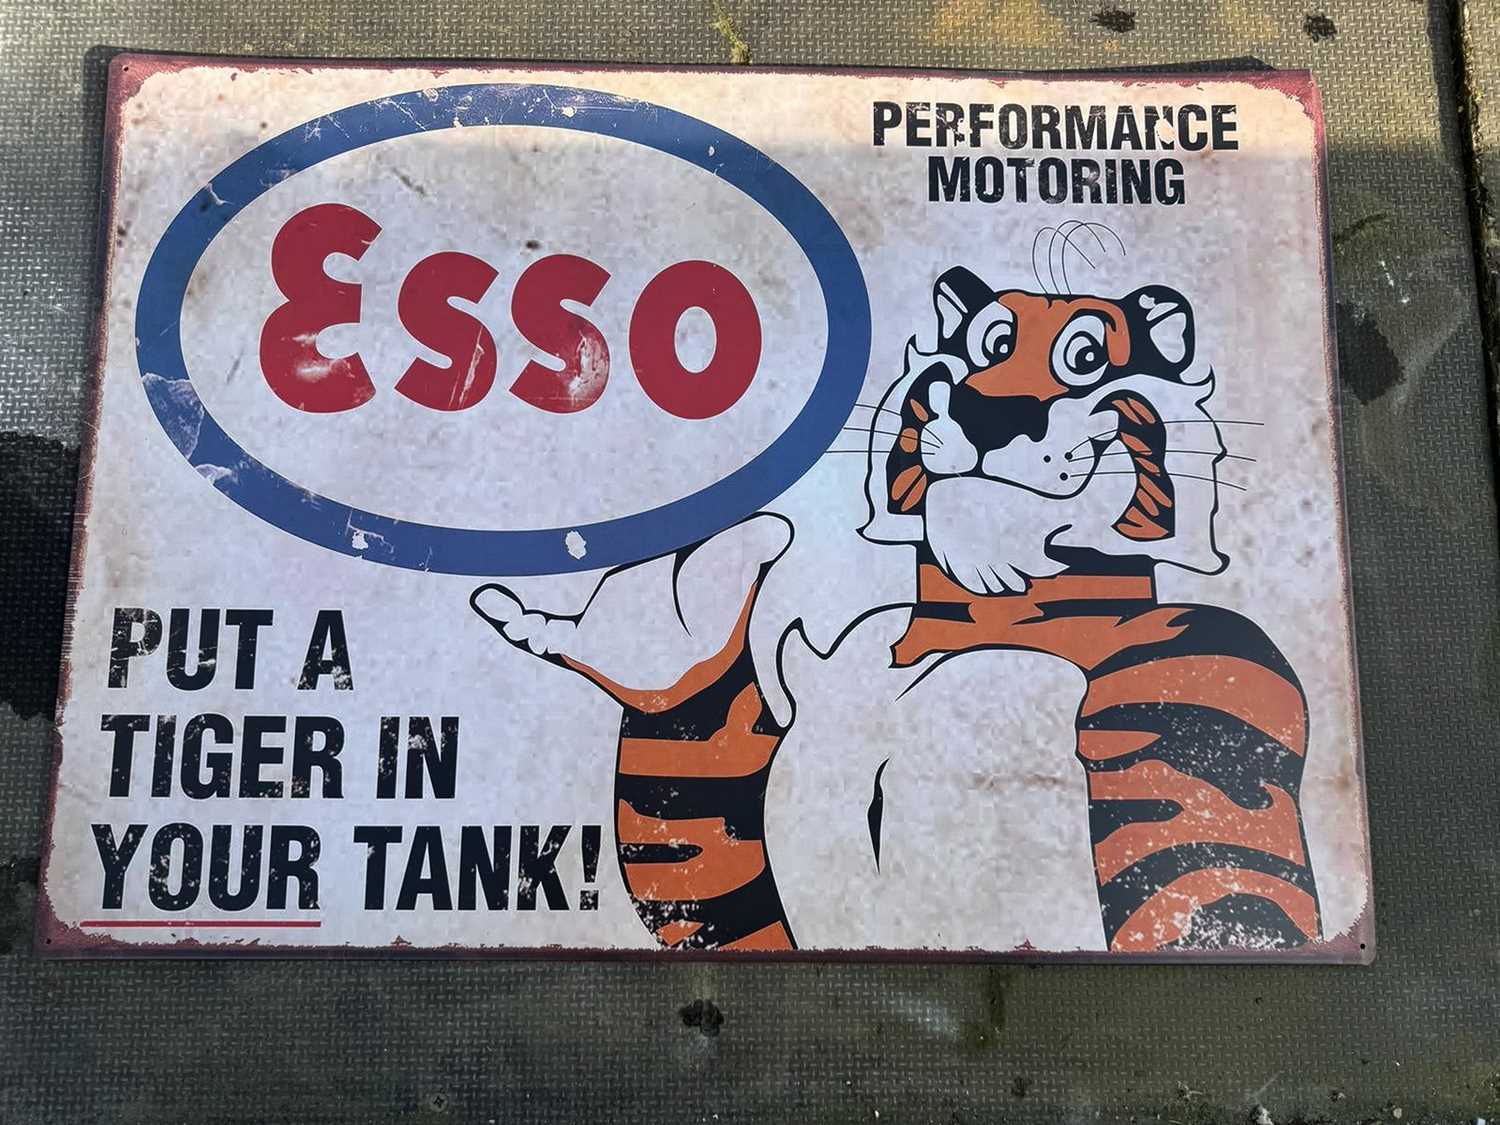 PERFORMANCE
MOTORING
Esso
PUT A
TIGER IN
YOUR TANK!